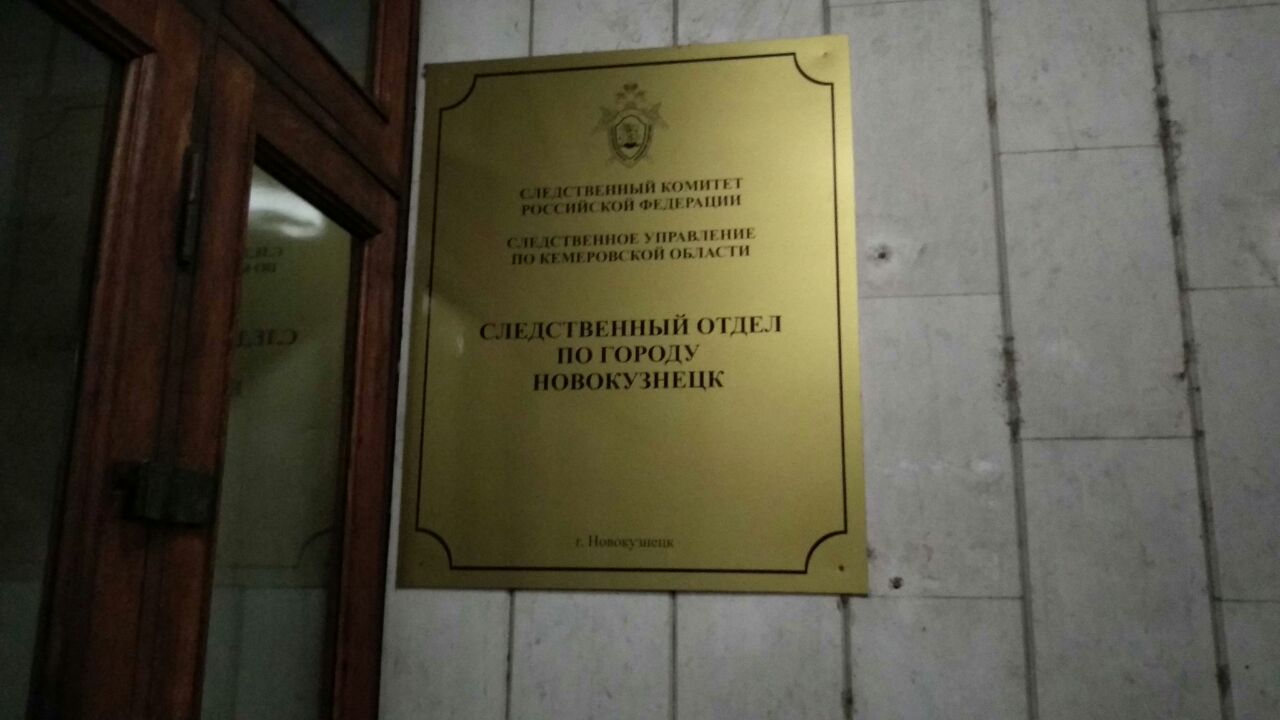 СЛЕДСТВЕННЫЙ КОМИТЕТ
РОССИЙСКОЙ ФЕДЕРАЦИИ
СЛЕДСТВЕННОЕ УПРАВЛЕНИЕ
ПО КЕМЕРОВСКОЙ ОБЛАСТИ
СЛЕДСТВЕННЫЙ ОТДЕЛ
ПО ГОРОДУ
НОВОКУЗНЕЦК
г. Новокузнецк